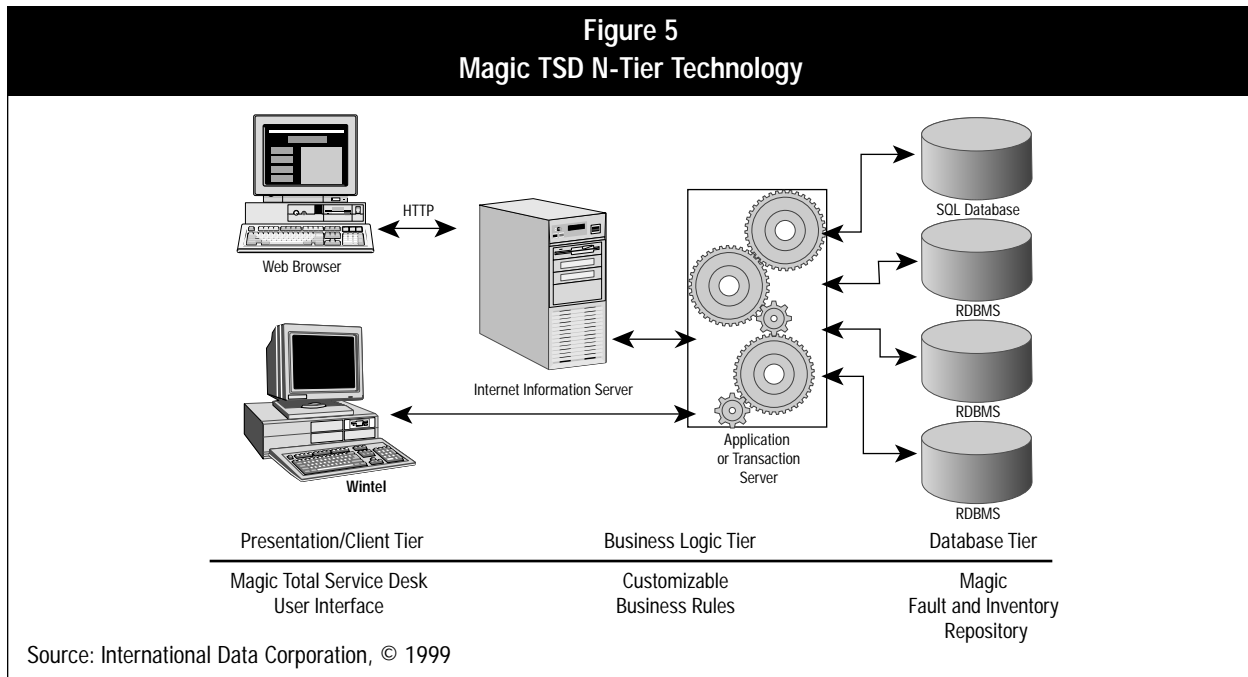 Figure 5
Magic TSD N-Tier Technology
HTTP
Web Browser
Internet Information Server
Wintel
Application
or Transaction
Server
SQL Database
RDBMS
RDBMS
RDBMS
Presentation/Client Tier
Business Logic Tier
Database Tier
Magic Total Service Desk
User Interface
Customizable
Business Rules
Magic
Fault and Inventory
Repository
Source: International Data Corporation, © 1999